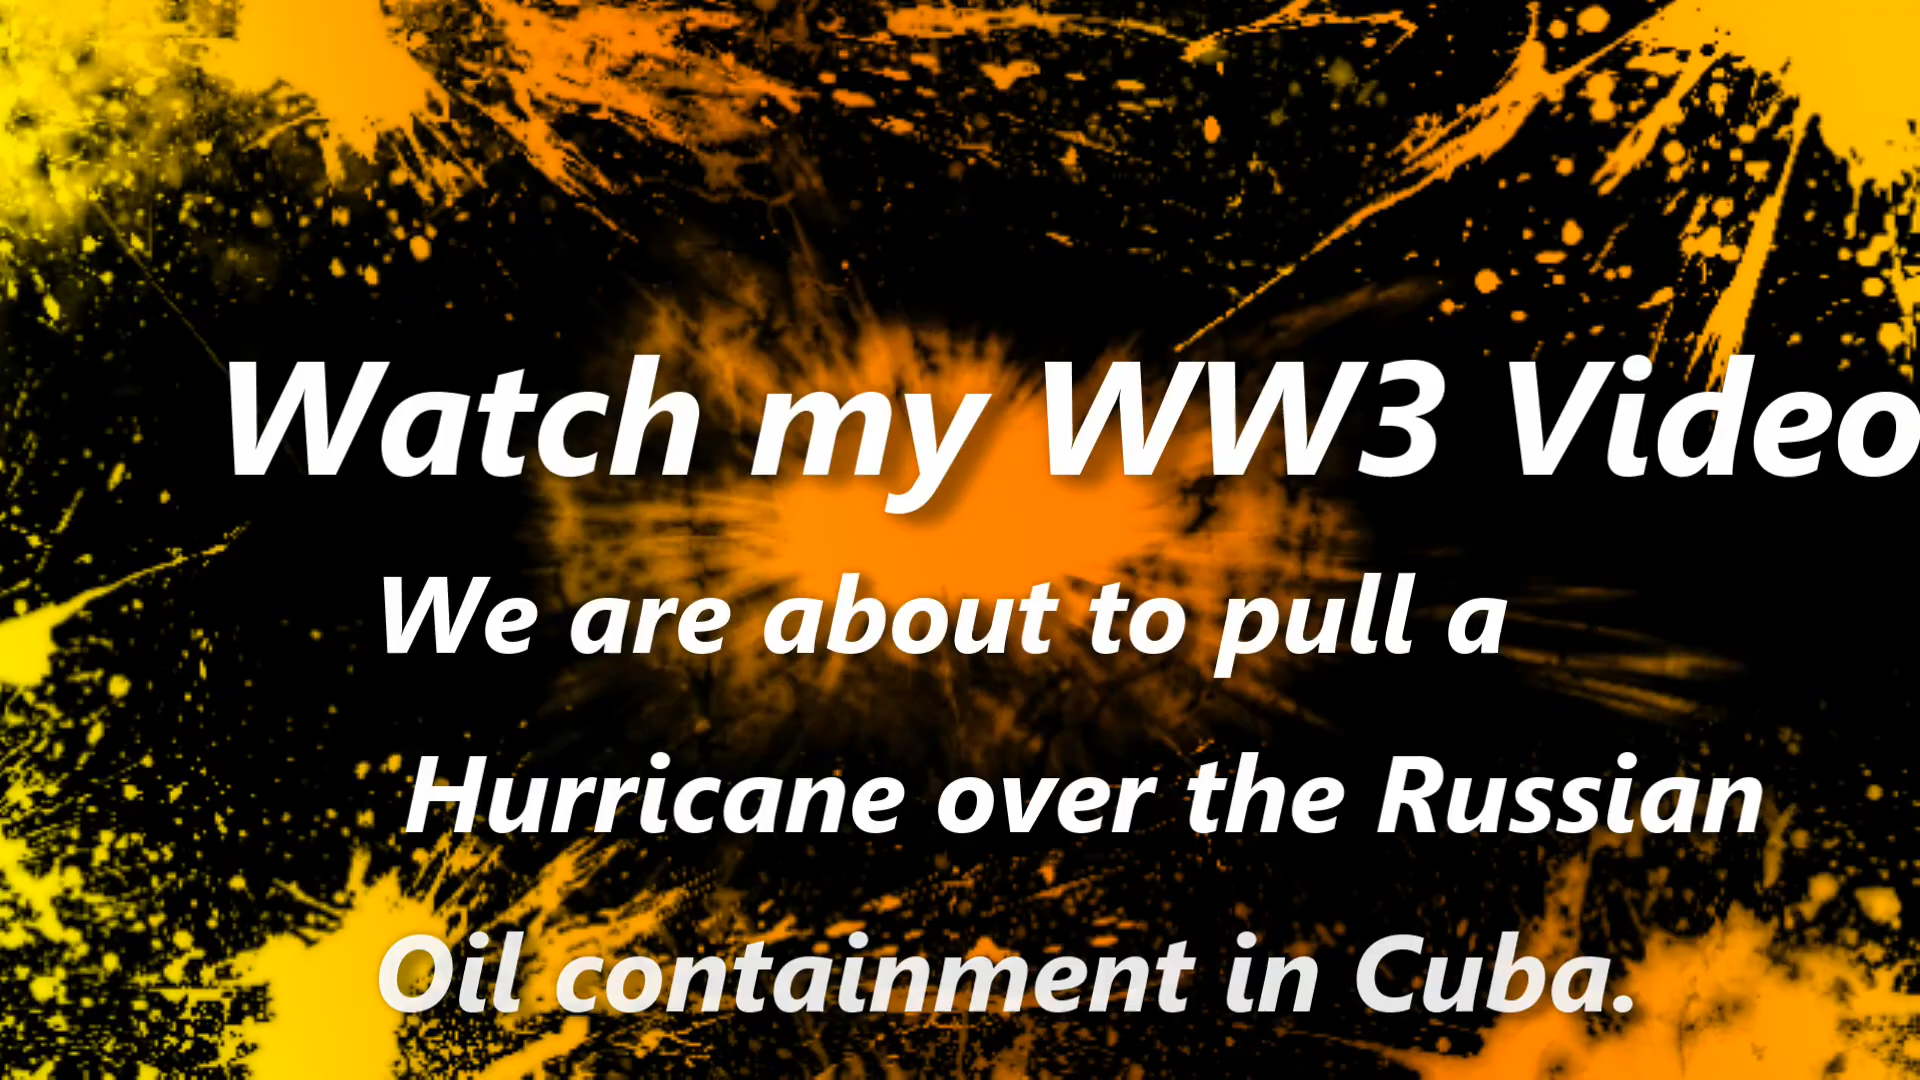 Watch my WW3 Video
We are about to pull a
Hurricane over the Russian
Oil containment in Cuba.